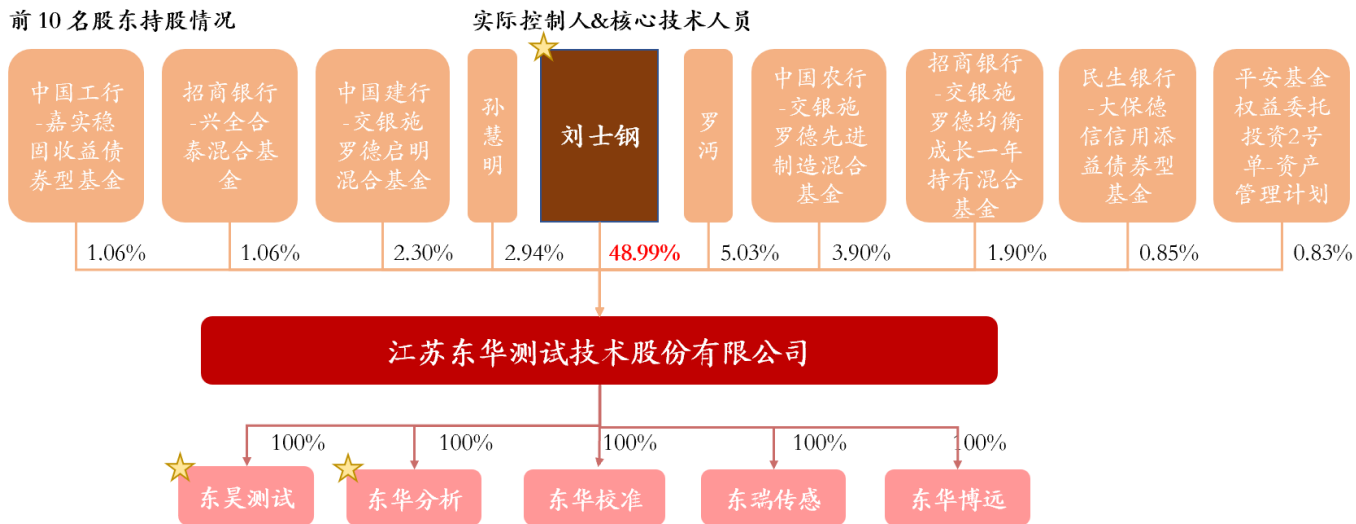 前 10 名股东持股情况
实际控制人&核心技术人员
中国工行
-嘉实稳
固收益债
券型基金
招商银行
-兴全合
泰混合基
金
中国建行
-交银施
罗德启明
混合基金
孙
慧
明
刘士钢
罗
沔
中国农行
-交银施
罗德先进
制造混合
基金
招商银行
-交银施
罗德均衡
成长一年
持有混合
基金
民生银行
-大保德
信信用添
益债券型
基金
平安基金
权益委托
投资2号
单-资产
管理计划
1.06%
1.06%
2.30%
2.94%
48.99%
5.03%
3.90%
1.90%
0.85%
0.83%
江苏东华测试技术股份有限公司
100%
100%
100%
100%
100%
东昊测试
东华分析
东华校准
东瑞传感
东华博远